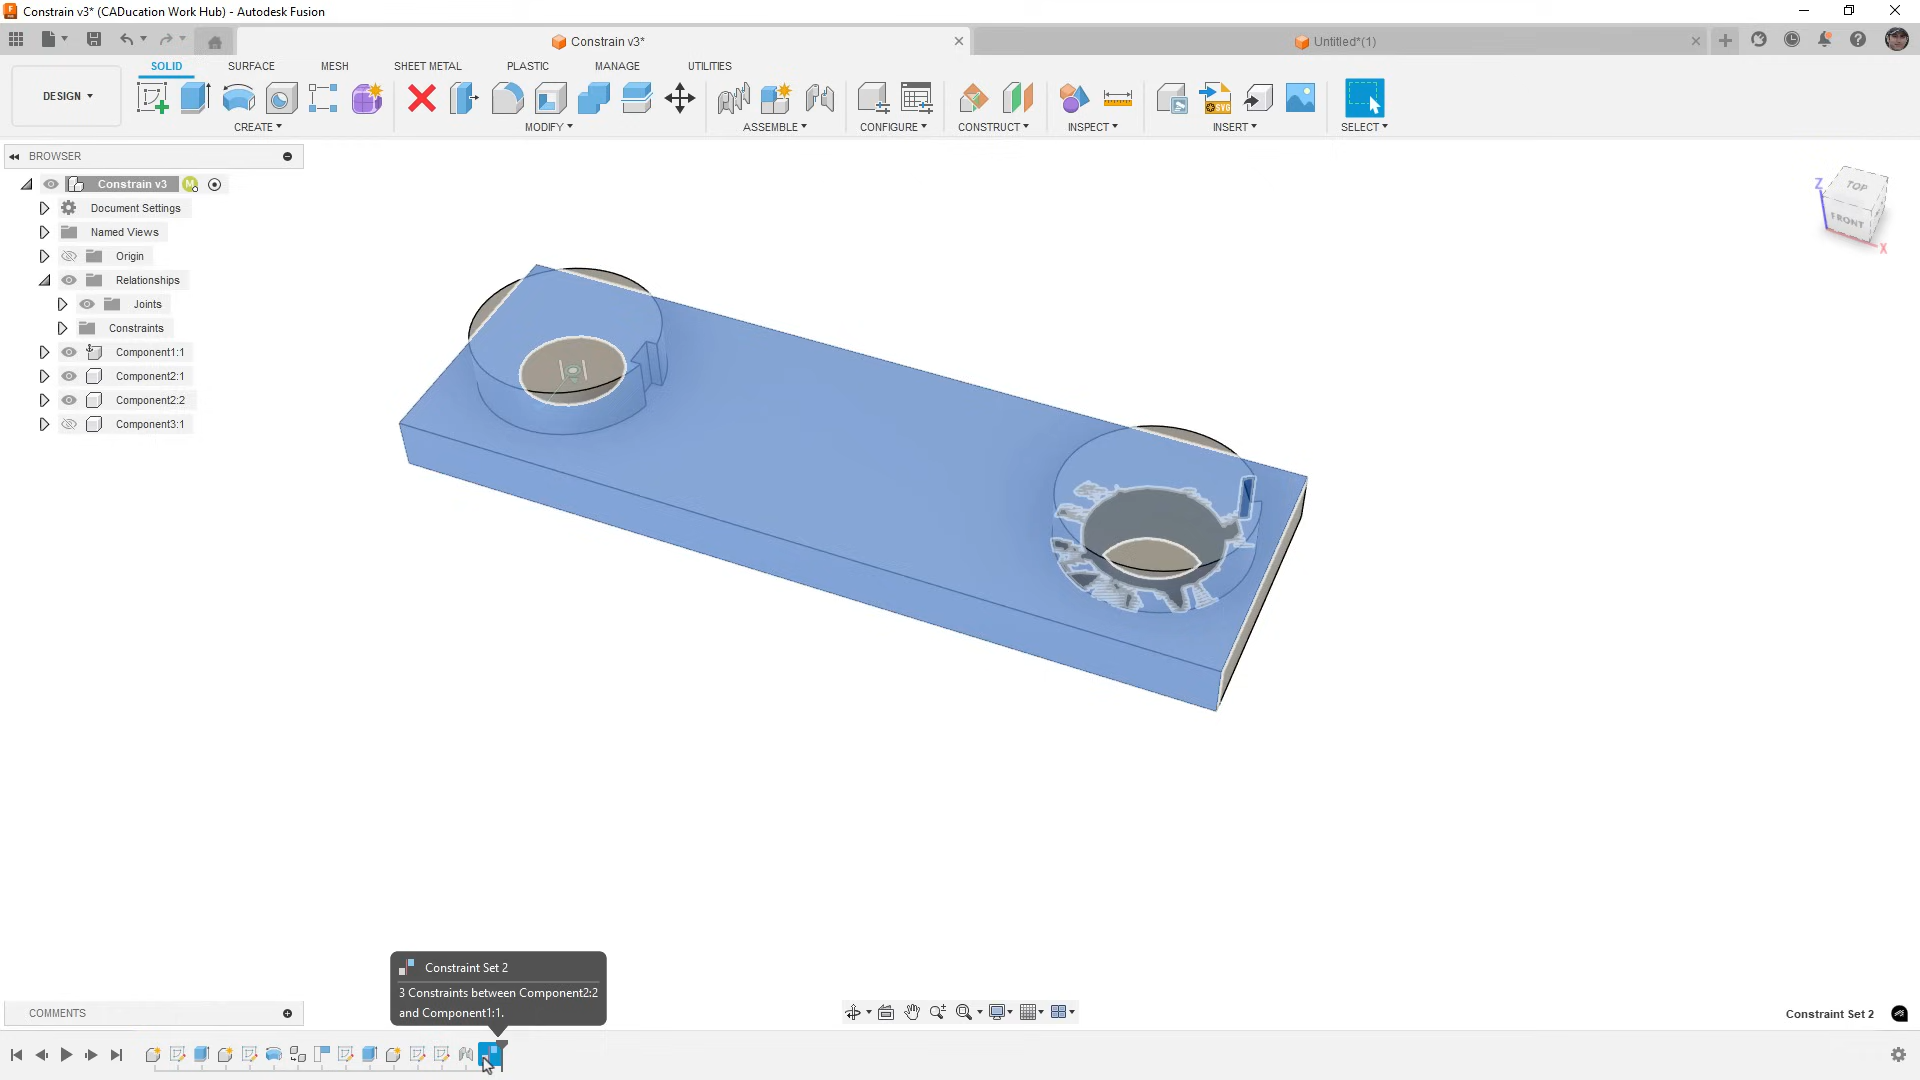 Constrain v3* (CADucation Work Hub) - Autodesk Fusion
Constrain v3*
Untitled*(1)
DESIGN
SOLID
SURFACE
MESH
SHEET METAL
PLASTIC
MANAGE
UTILITIES
CREATE
MODIFY
ASSEMBLE
CONFIGURE
CONSTRUCT
INSPECT
INSERT
SELECT
SVG
BROWSER
Constrain v3
M
Document Settings
Named Views
Origin
Relationships
Joints
Constraints
Component1:1
Component2:1
Component2:2
Component3:1
TOP
FRONT
Z
X
Constraint Set 2
3 Constraints between Component2:2
and Component1:1.
COMMENTS
Constraint Set 2